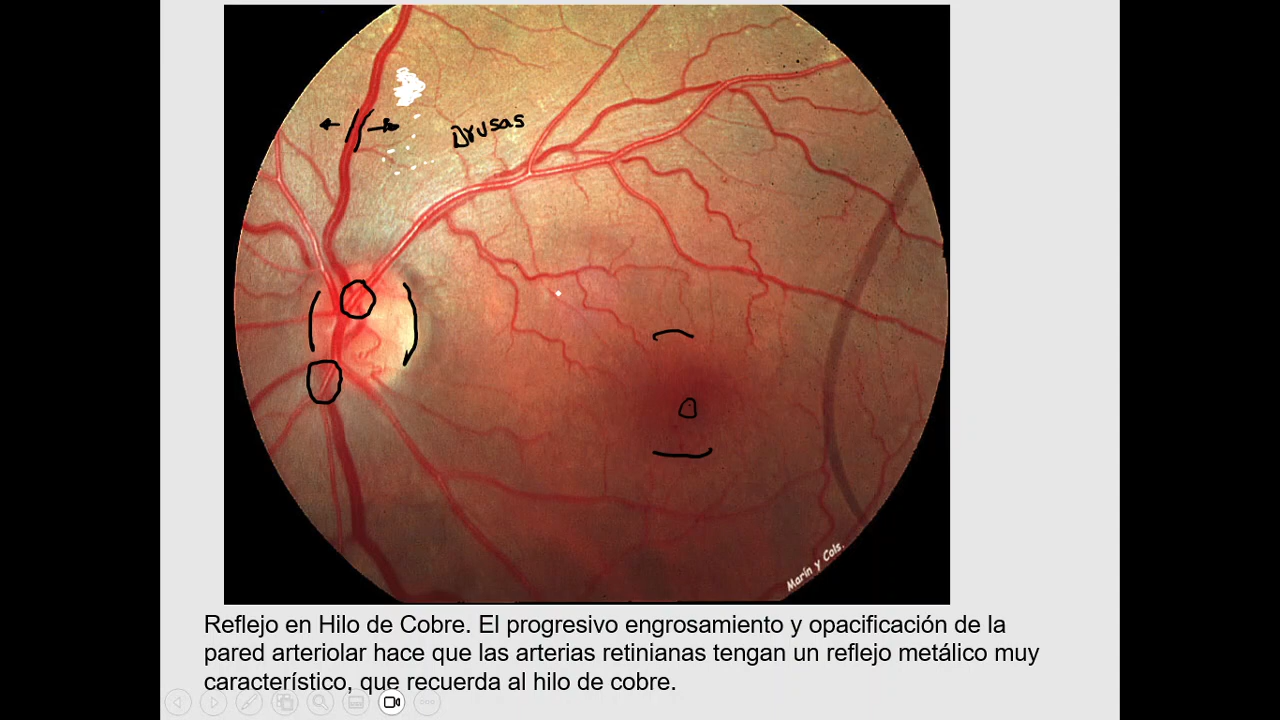 Drusas
Marín y Cols.
Reflejo en Hilo de Cobre. El progresivo engrosamiento y opacificación de la
pared arteriolar hace que las arterias retinianas tengan un reflejo metálico muy
característico, que recuerda al hilo de cobre.